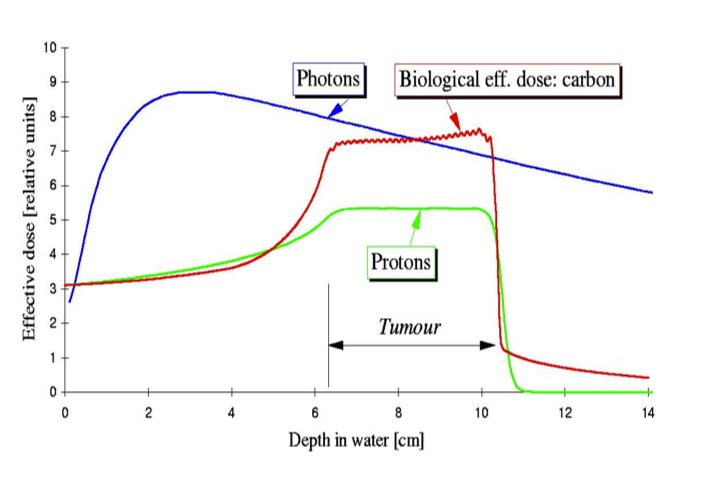 Effective dose [relative units]
10
9
8
7
6
5
4
3
2
1
0
Photons
Biological eff. dose: carbon
Protons
Tumour
0 2 4 6 8 10 12 14
Depth in water [cm]